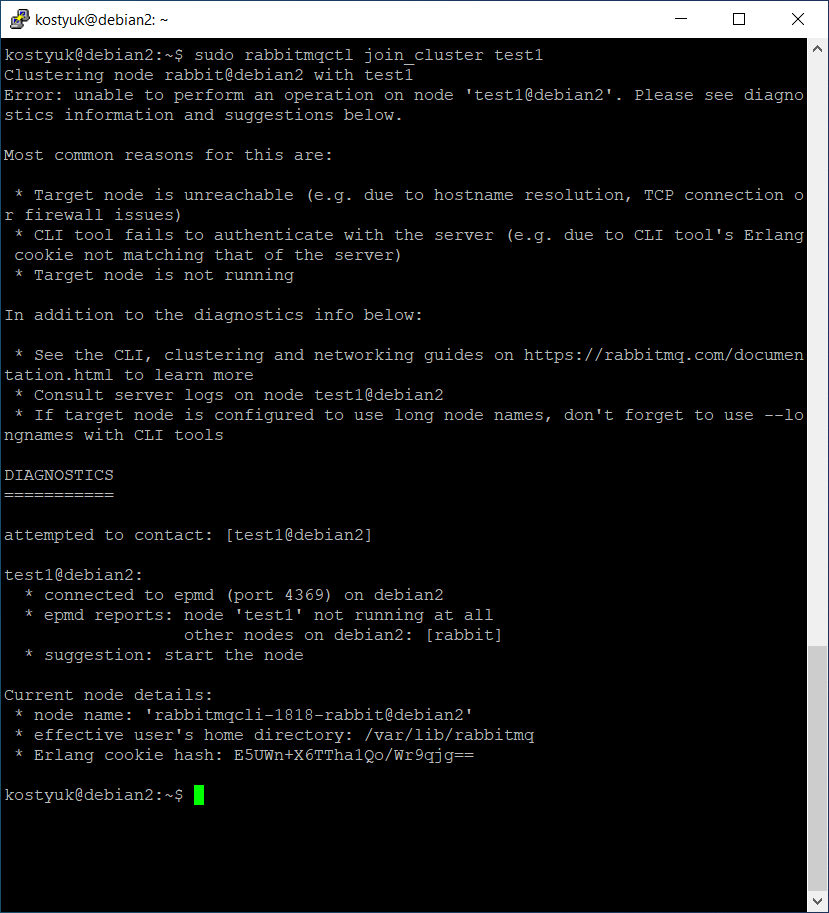 kostyuk@debian2: ~
kostyuk@debian2:~$ sudo rabbitmqctl join_cluster test1
Clustering node rabbit@debian2 with test1
Error: unable to perform an operation on node 'test1@debian2'. Please see diagno
stics information and suggestions below.
Most common reasons for this are:
* Target node is unreachable (e.g. due to hostname resolution, TCP connection o
r firewall issues)
* CLI tool fails to authenticate with the server (e.g. due to CLI tool's Erlang
cookie not matching that of the server)
* Target node is not running
In addition to the diagnostics info below:
* See the CLI, clustering and networking guides on https://rabbitmq.com/documen
tation.html to learn more
* Consult server logs on node test1@debian2
* If target node is configured to use long node names, don't forget to use --lo
ngnames with CLI tools
DIAGNOSTICS
===========
attempted to contact: [test1@debian2]
test1@debian2:
* connected to epmd (port 4369) on debian2
* epmd reports: node 'test1' not running at all
other nodes on debian2: [rabbit]
* suggestion: start the node
Current node details:
* node name: 'rabbitmqcli-1818-rabbit@debian2'
* effective user's home directory: /var/lib/rabbitmq
* Erlang cookie hash: E5UWn+X6TTha1Qo/Wr9qjg==
kostyuk@debian2:~$